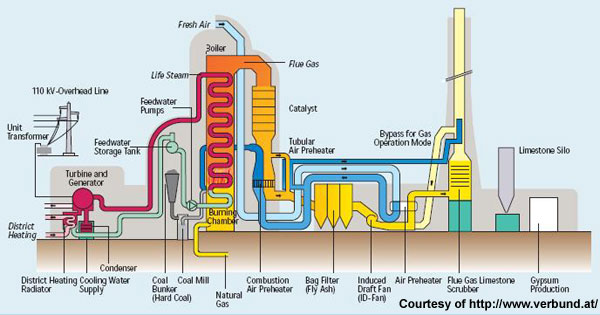 Fresh Air
Boiler
Flue Gas
Life Steam
110 kV-Overhead Line
Feedwater
Pumps
Catalyst
Unit
Transformer
Feedwater
Storage Tank
Tubular
Air Preheater
Bypass for Gas
Operation Mode
Limestone Silo
Turbine and
Generator
District
Heating
Burning
Chamber
Condenser
District Heating
Radiator
Cooling Water
Supply
Coal
Bunker
(Hard Coal)
Coal Mill
Natural
Gas
Combustion
Air Preheater
Bag Filter
(Fly Ash)
Induced
Draft Fan
(ID-Fan)
Air Preheater
Flue Gas Limestone
Scrubber
Gypsum
Production
Courtesy of http://www.verbund.at/